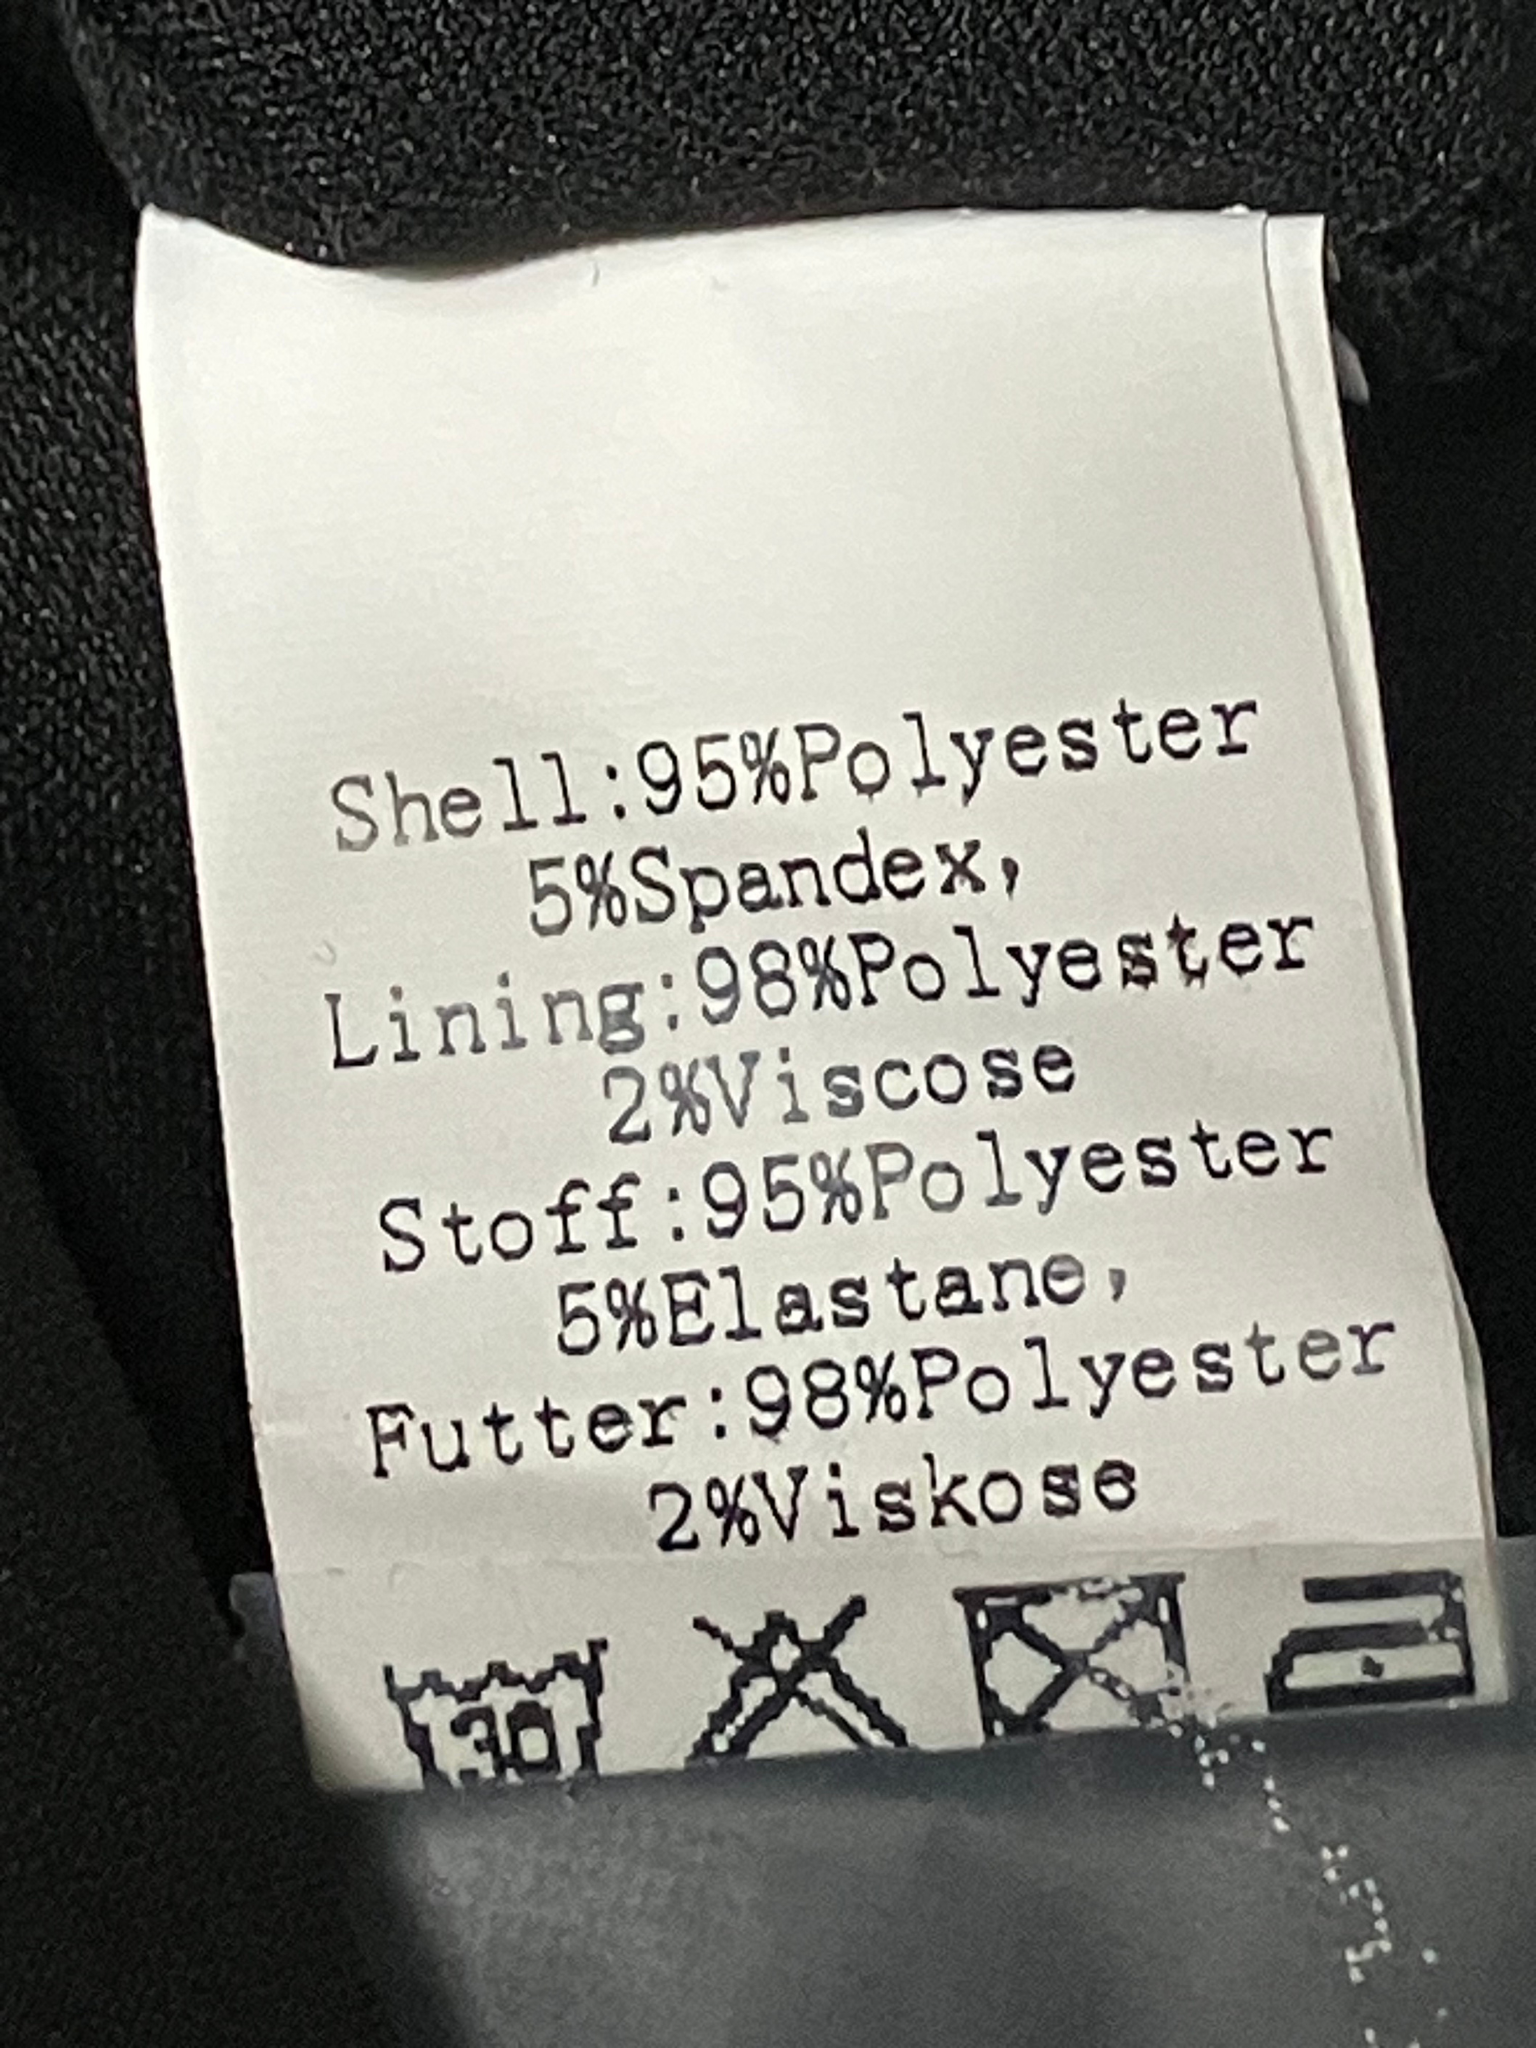 Shell:95%Polyester
5%Spandex,
Lining:98%Polyester
2%Viscose
Stoff:95%Polyester
5%Elastane,
Futter:98%Polyester
2%Viskose
30